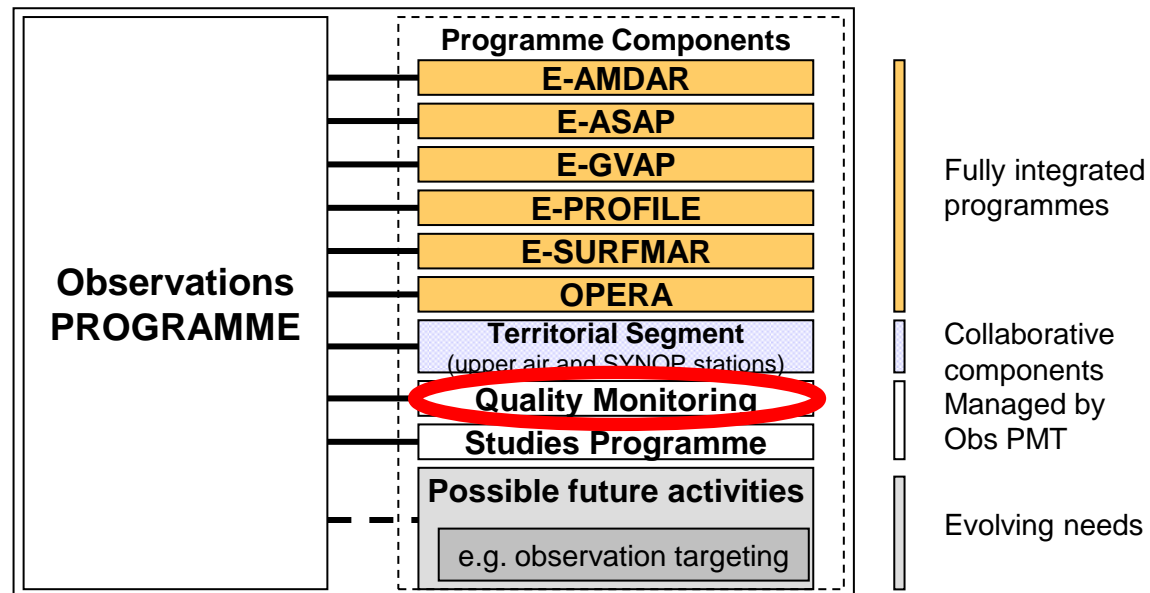 Programme Components
E-AMDAR
E-ASAP
E-GVAP
E-PROFILE
E-SURFMAR
OPERA
Territorial Segment
(upper air and SYNOP stations)
Quality Monitoring
Studies Programme
Possible future activities
e.g. observation targeting
Observations
PROGRAMME
Fully integrated
programmes
Collaborative
components
Managed by
Obs PMT
Evolving needs